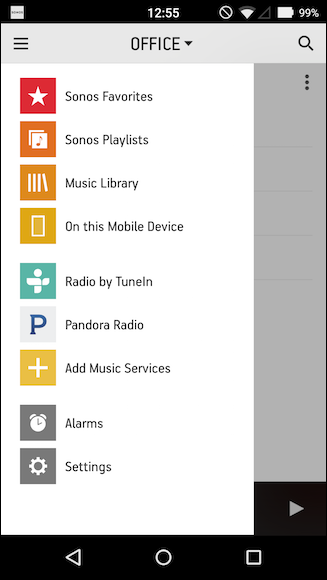 SONOS
12:55
99%
OFFICE
Sonos Favorites
Sonos Playlists
Music Library
On this Mobile Device
Radio by TuneIn
P Pandora Radio
Add Music Services
Alarms
Settings